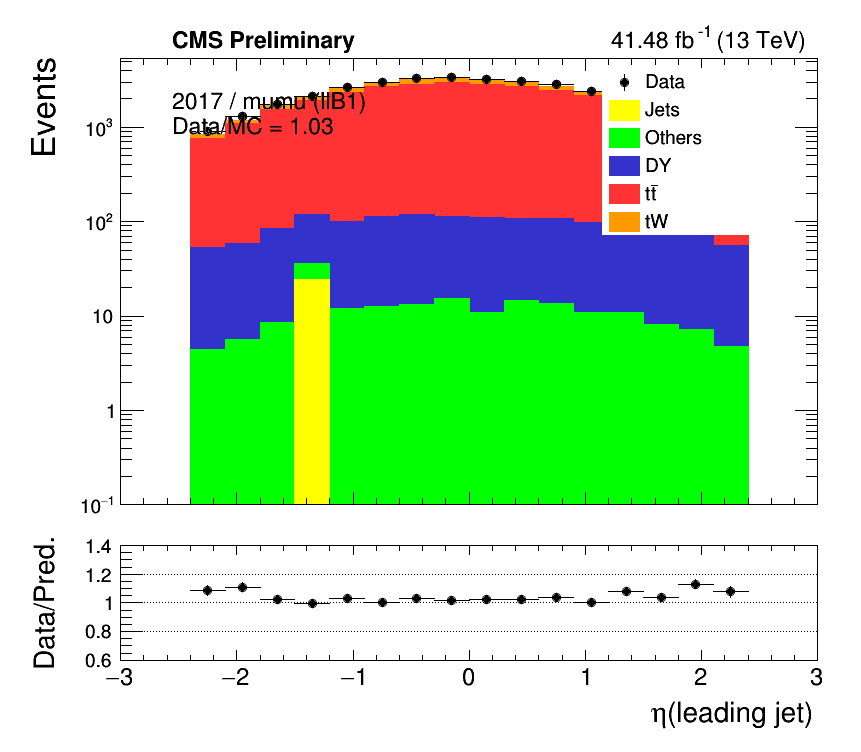 CMS Preliminary
41.48 fb⁻¹ (13 TeV)
Events
2017 / mumu (llB1)
Data/MC = 1.03
Data
Jets
Others
DY
tt̄
tW
10³
10²
10
1
10⁻¹
Data/Pred.
1.4
1.2
1
0.8
0.6
−3 −2 −1 0 1 2 3
η(leading jet)